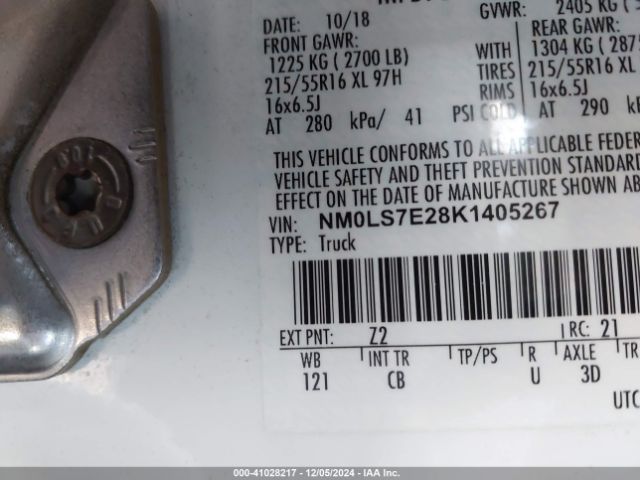 GVWR: 2405 KG
DATE: 10/18
FRONT GAWR: REAR GAWR:
1225 KG ( 2700 LB) WITH 1304 KG (287
215/55R16 XL 97H TIRES 215/55R16 XL
16x6.5J RIMS 16x6.5J
AT 280 kPa/ 41 PSI COLD AT 290 kP
THIS VEHICLE CONFORMS TO ALL APPLICABLE FEDER
VEHICLE SAFETY AND THEFT PREVENTION STANDARD
EFFECT ON THE DATE OF MANUFACTURE SHOWN AB
VIN: NM0LS7E28K1405267
TYPE: Truck
EXT PNT: Z2 RC: 21
WB INT TR TP/PS R AXLE TR
121 CB U 3D
UTC
000-41028217 - 12/05/2024 - IAA Inc.